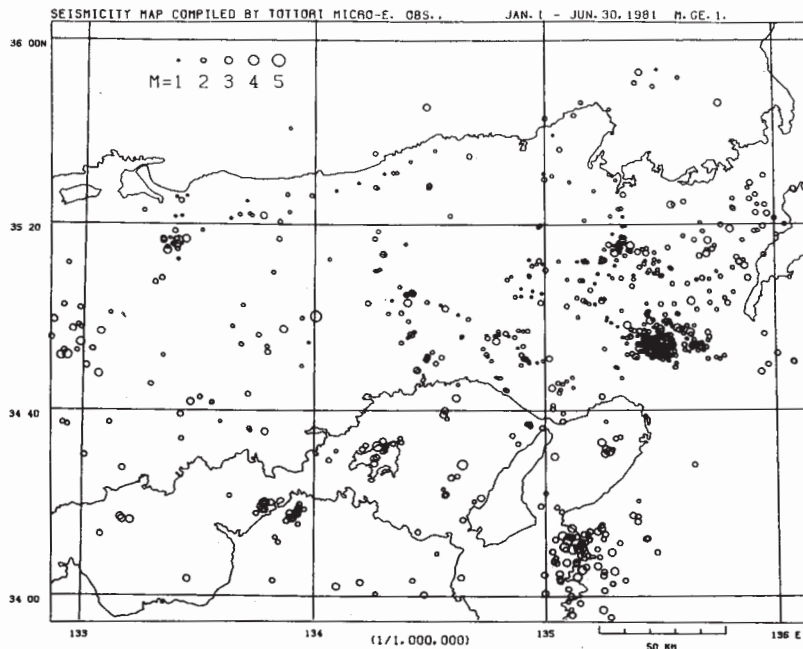 SEISMICITY MAP COMPILED BY TOTTORI MICRO-E. OBS., JAN.1 - JUN.30,1981 M.GE.1.
36 00N
M=1 2 3 4 5
35 20
34 40
34 00
133 134 135 136 E
(1/1,000,000)
50 KM